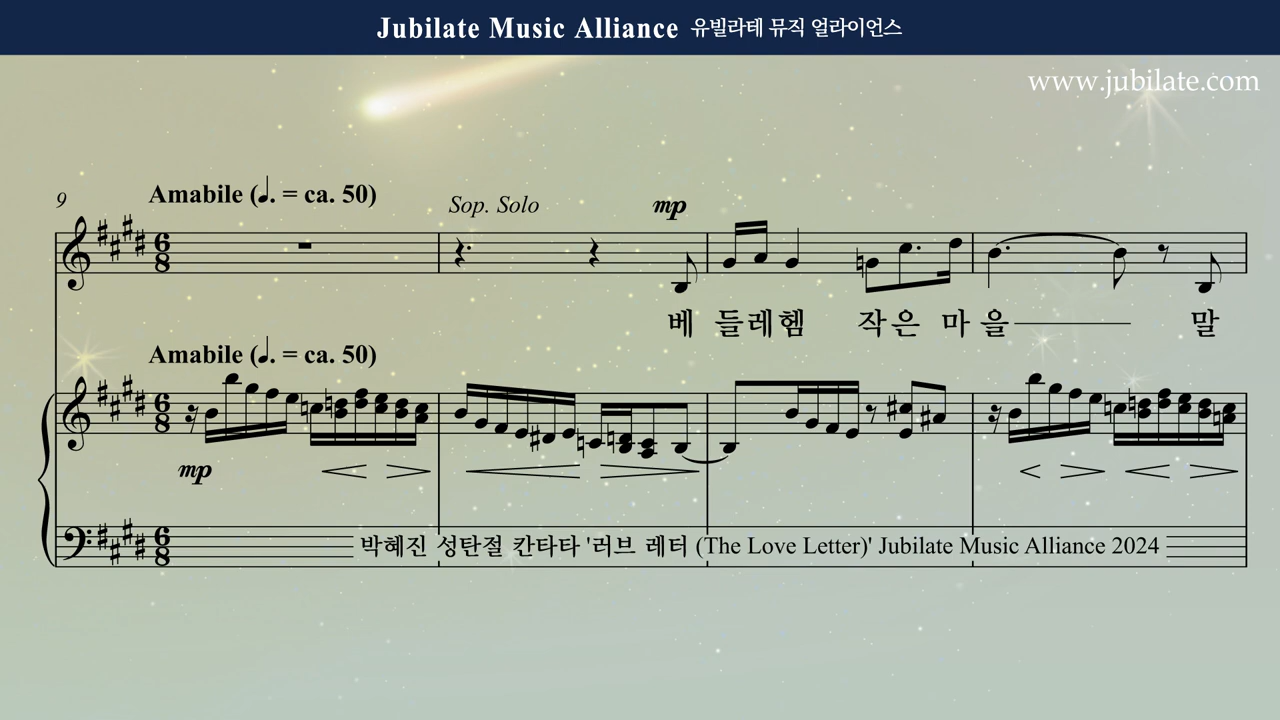 Jubilate Music Alliance 유빌라테 뮤직 얼라이언스
www.jubilate.com
9
Amabile (♩. = ca. 50)
Sop. Solo
mp
베 들레헴 작은 마 을 말
Amabile (♩. = ca. 50)
mp
박혜진 성탄절 칸타타 '러브 레터 (The Love Letter)' Jubilate Music Alliance 2024